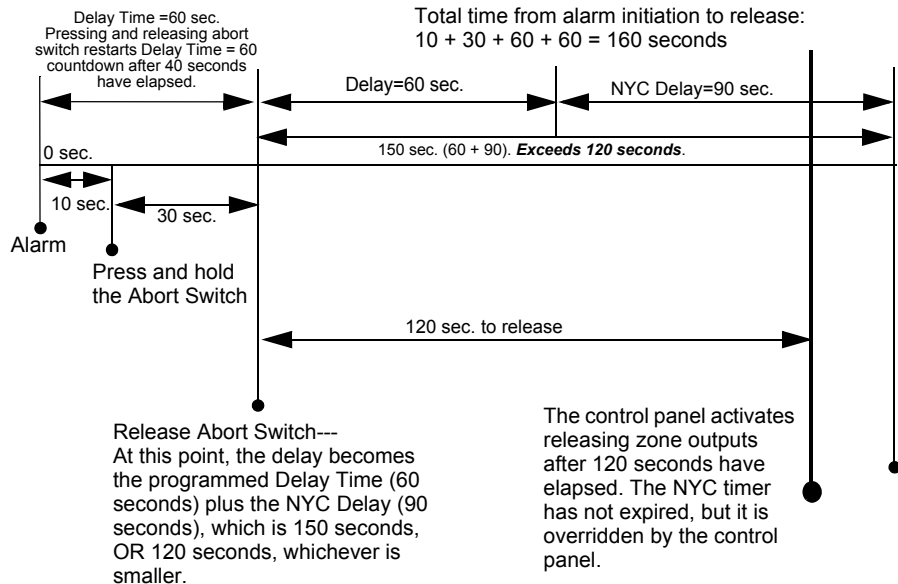 Delay Time =60 sec.
Pressing and releasing abort
switch restarts Delay Time = 60
countdown after 40 seconds
have elapsed.
Total time from alarm initiation to release:
10 + 30 + 60 + 60 = 160 seconds
Delay=60 sec.
NYC Delay=90 sec.
150 sec. (60 + 90). Exceeds 120 seconds.
0 sec.
10 sec.
30 sec.
Alarm
Press and hold
the Abort Switch
120 sec. to release
Release Abort Switch---
At this point, the delay becomes
the programmed Delay Time (60
seconds) plus the NYC Delay (90
seconds), which is 150 seconds,
OR 120 seconds, whichever is
smaller.
The control panel activates
releasing zone outputs
after 120 seconds have
elapsed. The NYC timer
has not expired, but it is
overridden by the control
panel.